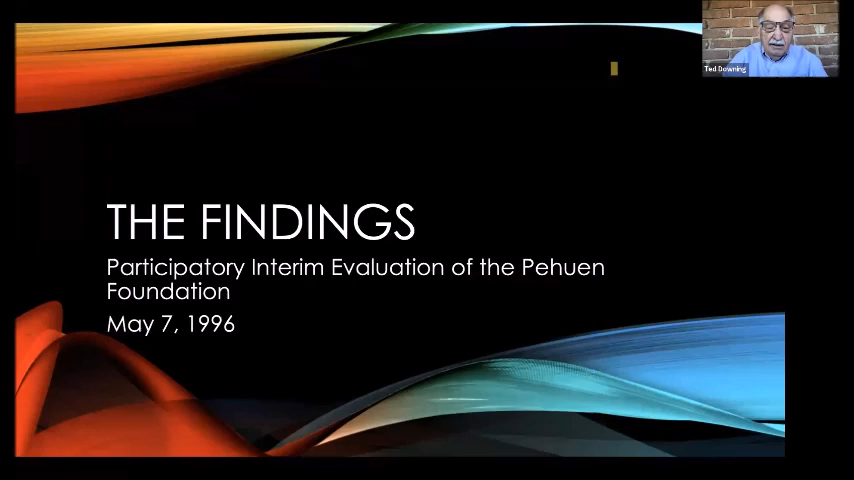 Ted Downing
THE FINDINGS
Participatory Interim Evaluation of the Pehuen
Foundation
May 7, 1996